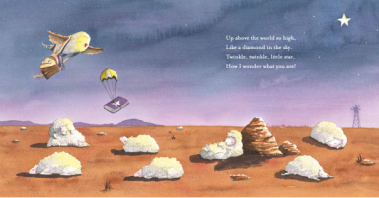 Up above the world so high,
Like a diamond in the sky.
Twinkle, twinkle, little star,
How I wonder what you are!